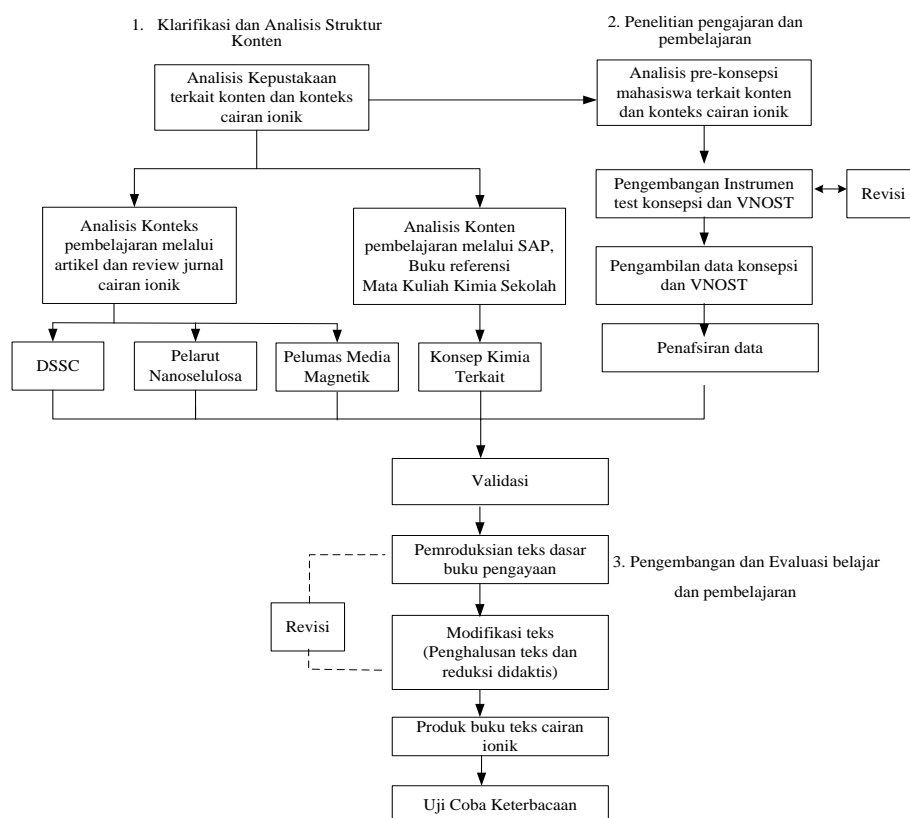 1. Klarifikasi dan Analisis Struktur
Konten
2. Penelitian pengajaran dan
pembelajaran
Analisis Kepustakaan
terkait konten dan konteks
cairan ionik
Analisis pre-konsepsi
mahasiswa terkait konten
dan konteks cairan ionik
Pengembangan Instrumen
test konsepsi dan VNOST
Revisi
Analisis Konteks
pembelajaran melalui
artikel dan review jurnal
cairan ionik
Analisis Konten
pembelajaran melalui SAP,
Buku referensi
Mata Kuliah Kimia Sekolah
Pengambilan data konsepsi
dan VNOST
DSSC
Pelarut
Nanoselulosa
Pelumas Media
Magnetik
Konsep Kimia
Terkait
Penafsiran data
Validasi
Pemroduksian teks dasar
buku pengayaan
3. Pengembangan dan Evaluasi belajar
dan pembelajaran
Revisi
Modifikasi teks
(Penghalusan teks dan
reduksi didaktis)
Produk buku teks cairan
ionik
Uji Coba Keterbacaan